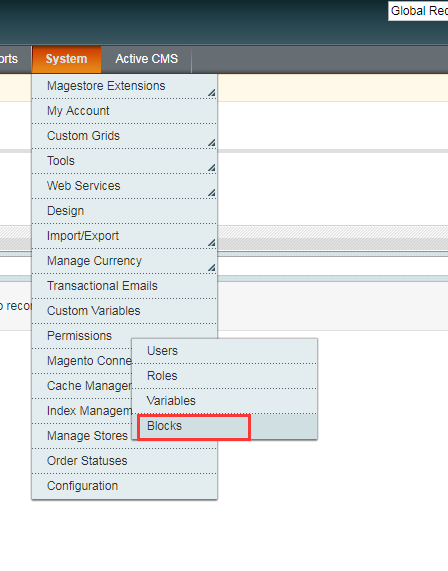 Global Rec
orts
System
Active CMS
Magestore Extensions
My Account
Custom Grids
Tools
Web Services
Design
Import/Export
Manage Currency
Transactional Emails
o recor
Custom Variables
Permissions
Magento Conne
Cache Manager
Index Managem
Manage Stores
Order Statuses
Configuration
Users
Roles
Variables
Blocks